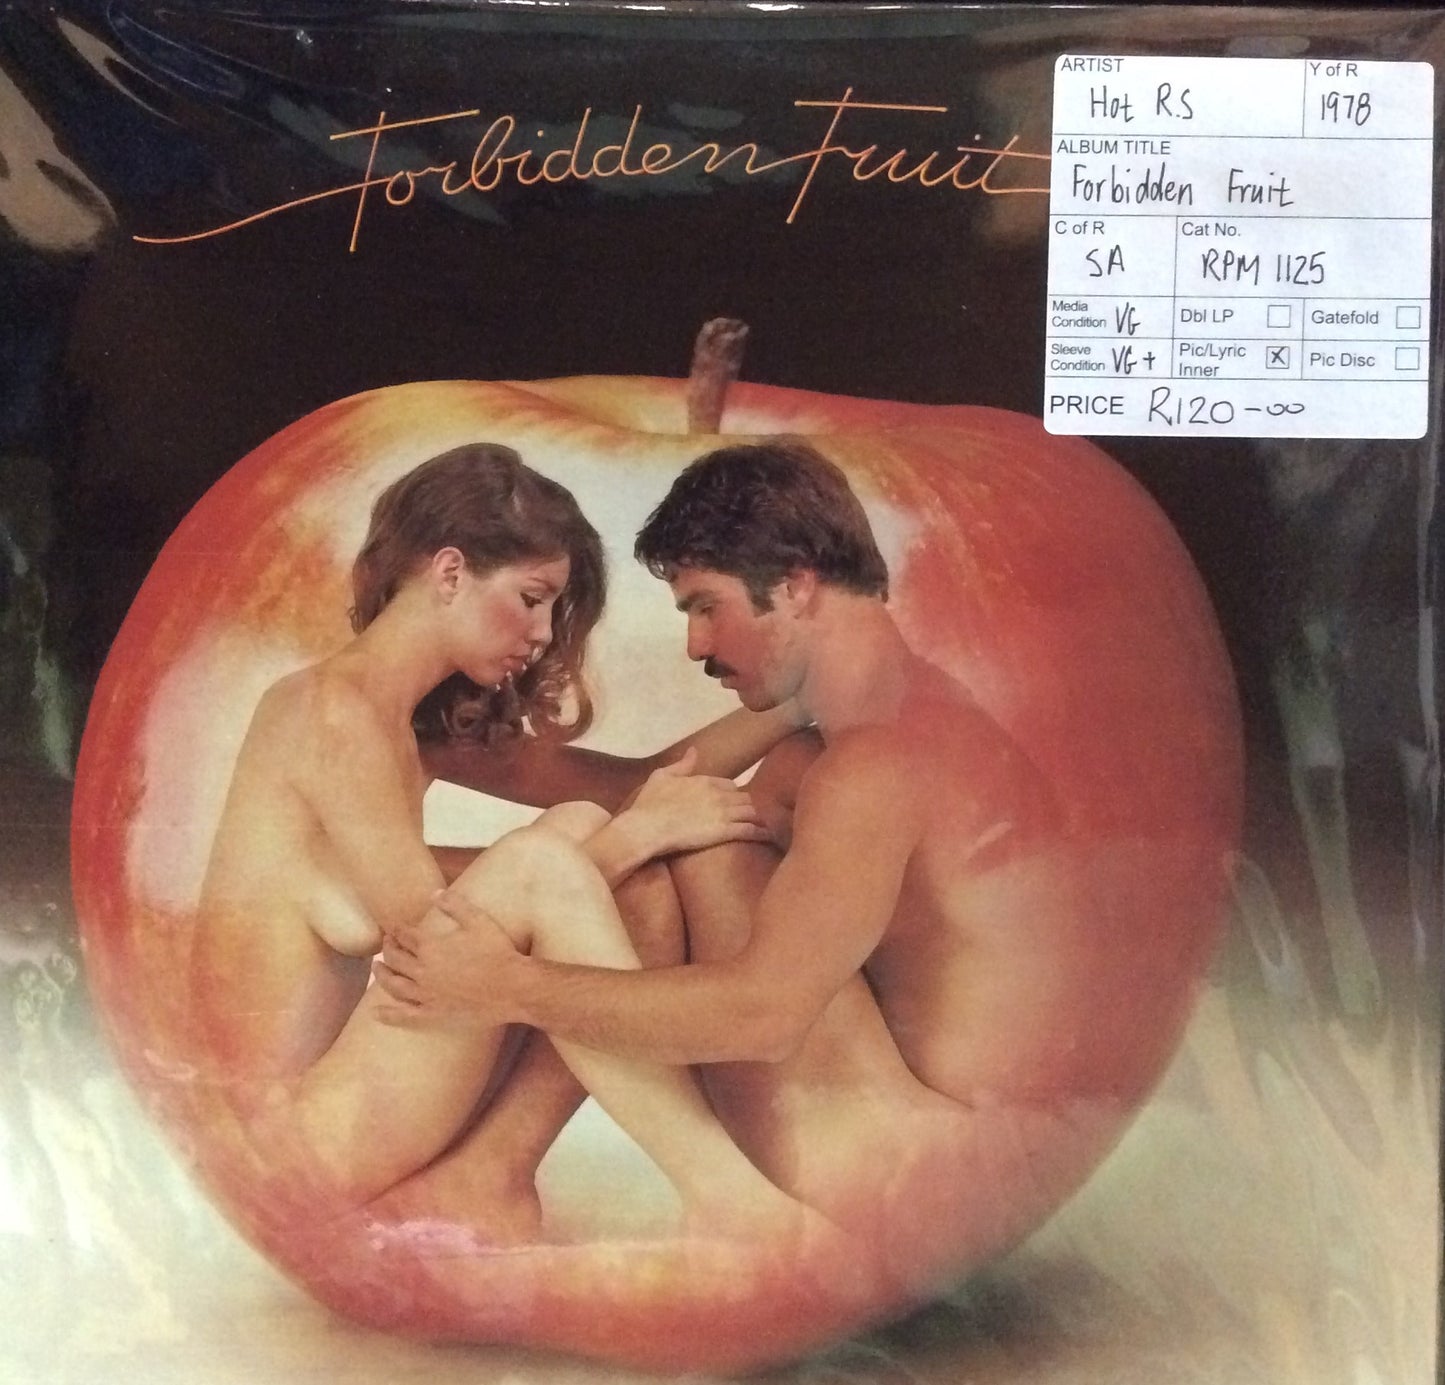 Forbidden Fruit
ARTIST
Hot R.S
Y of R
1978
ALBUM TITLE
Forbidden Fruit
C of R
SA
Cat No.
RPM 1125
Media
Condition VG
Dbl LP
Gatefold
Sleeve
Condition VG+
Pic/Lyric
Inner X
Pic Disc
PRICE R120-00